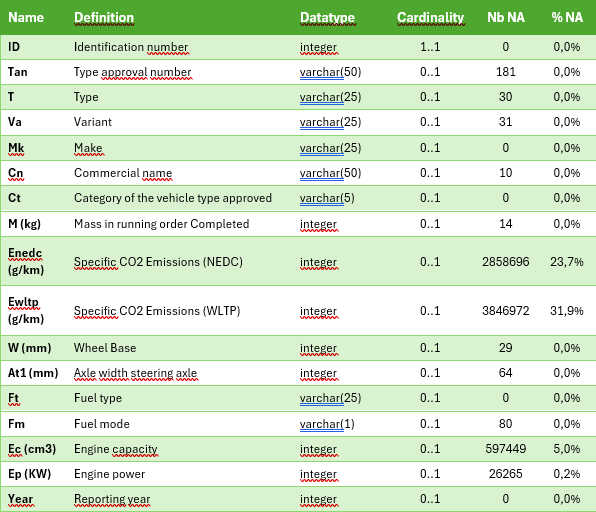 Name Definition Datatype Cardinality Nb NA % NA
ID Identification number integer 1..1 0 0,0%
Tan Type approval number varchar(50) 0..1 181 0,0%
T Type varchar(25) 0..1 30 0,0%
Va Variant varchar(25) 0..1 31 0,0%
Mk Make varchar(25) 0..1 0 0,0%
Cn Commercial name varchar(50) 0..1 10 0,0%
Ct Category of the vehicle type approved varchar(5) 0..1 0 0,0%
M (kg) Mass in running order Completed integer 0..1 14 0,0%
Enedc
(g/km) Specific CO2 Emissions (NEDC) integer 0..1 2858696 23,7%
Ewltp
(g/km) Specific CO2 Emissions (WLTP) integer 0..1 3846972 31,9%
W (mm) Wheel Base integer 0..1 29 0,0%
At1 (mm) Axle width steering axle integer 0..1 64 0,0%
Ft Fuel type varchar(25) 0..1 0 0,0%
Fm Fuel mode varchar(1) 0..1 80 0,0%
Ec (cm3) Engine capacity integer 0..1 597449 5,0%
Ep (KW) Engine power integer 0..1 26265 0,2%
Year Reporting year integer 0..1 0 0,0%